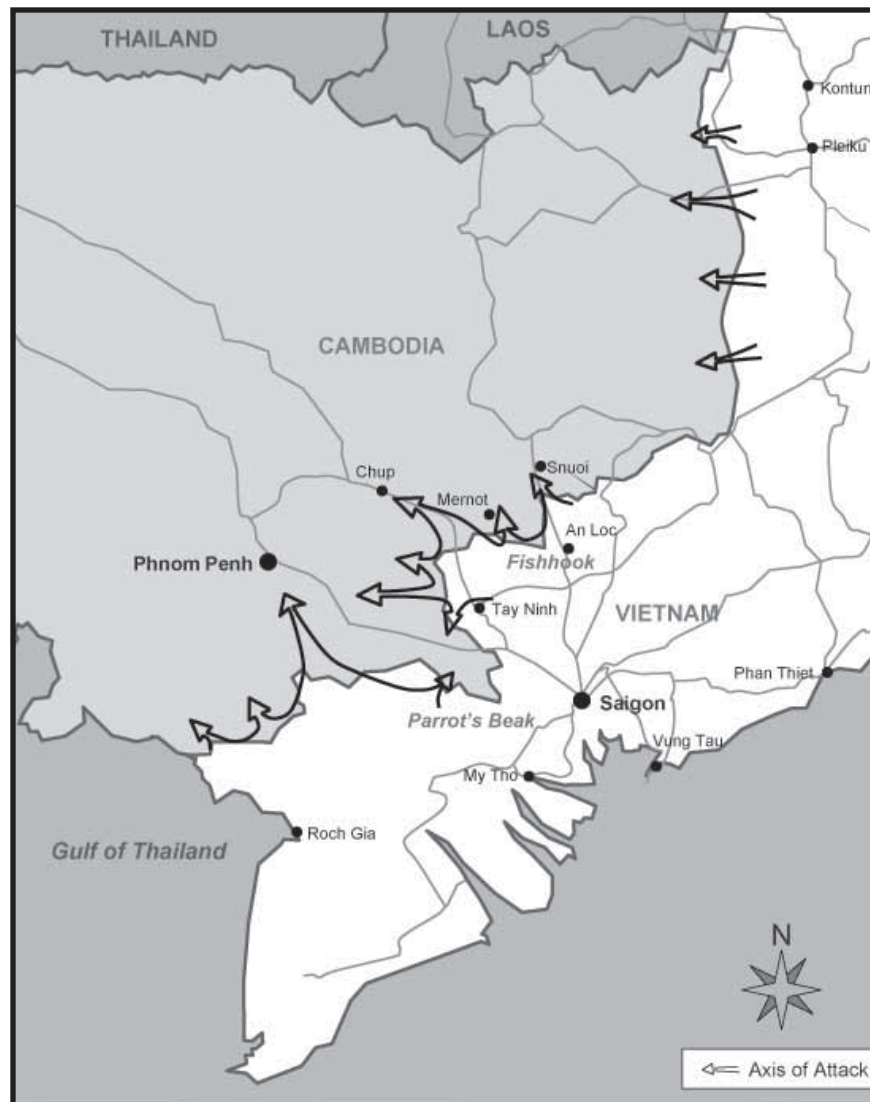 THAILAND
LAOS
Kontum
Pleiku
CAMBODIA
Snuoi
Chup
Mernot
An Loc
Fishhook
Phnom Penh
Tay Ninh
VIETNAM
Phan Thiet
Saigon
Parrot's Beak
Vung Tau
My Tho
Roch Gia
Gulf of Thailand
N
Axis of Attack